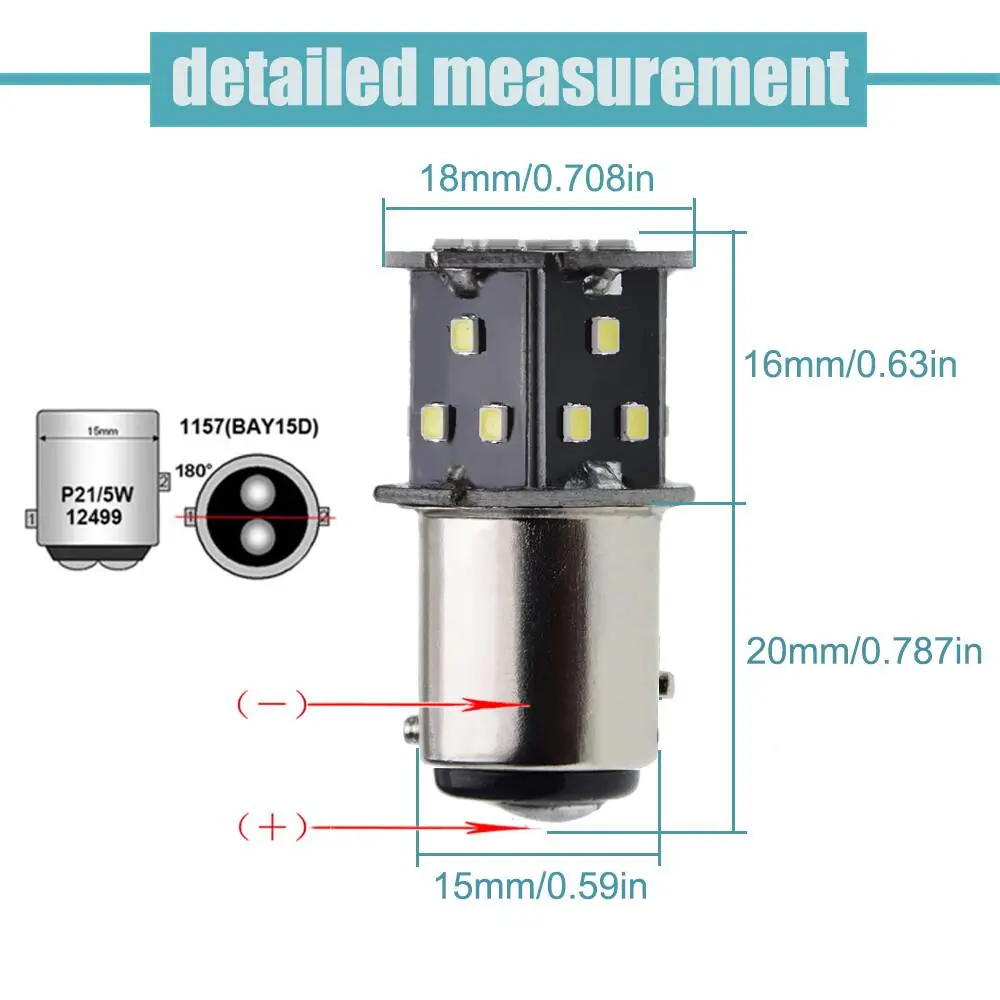 detailed measurement
18mm/0.708in
16mm/0.63in
15mm
1157(BAY15D)
180°
P21/5W
12499
1
2
1
2
20mm/0.787in
(−)
(+)
15mm/0.59in